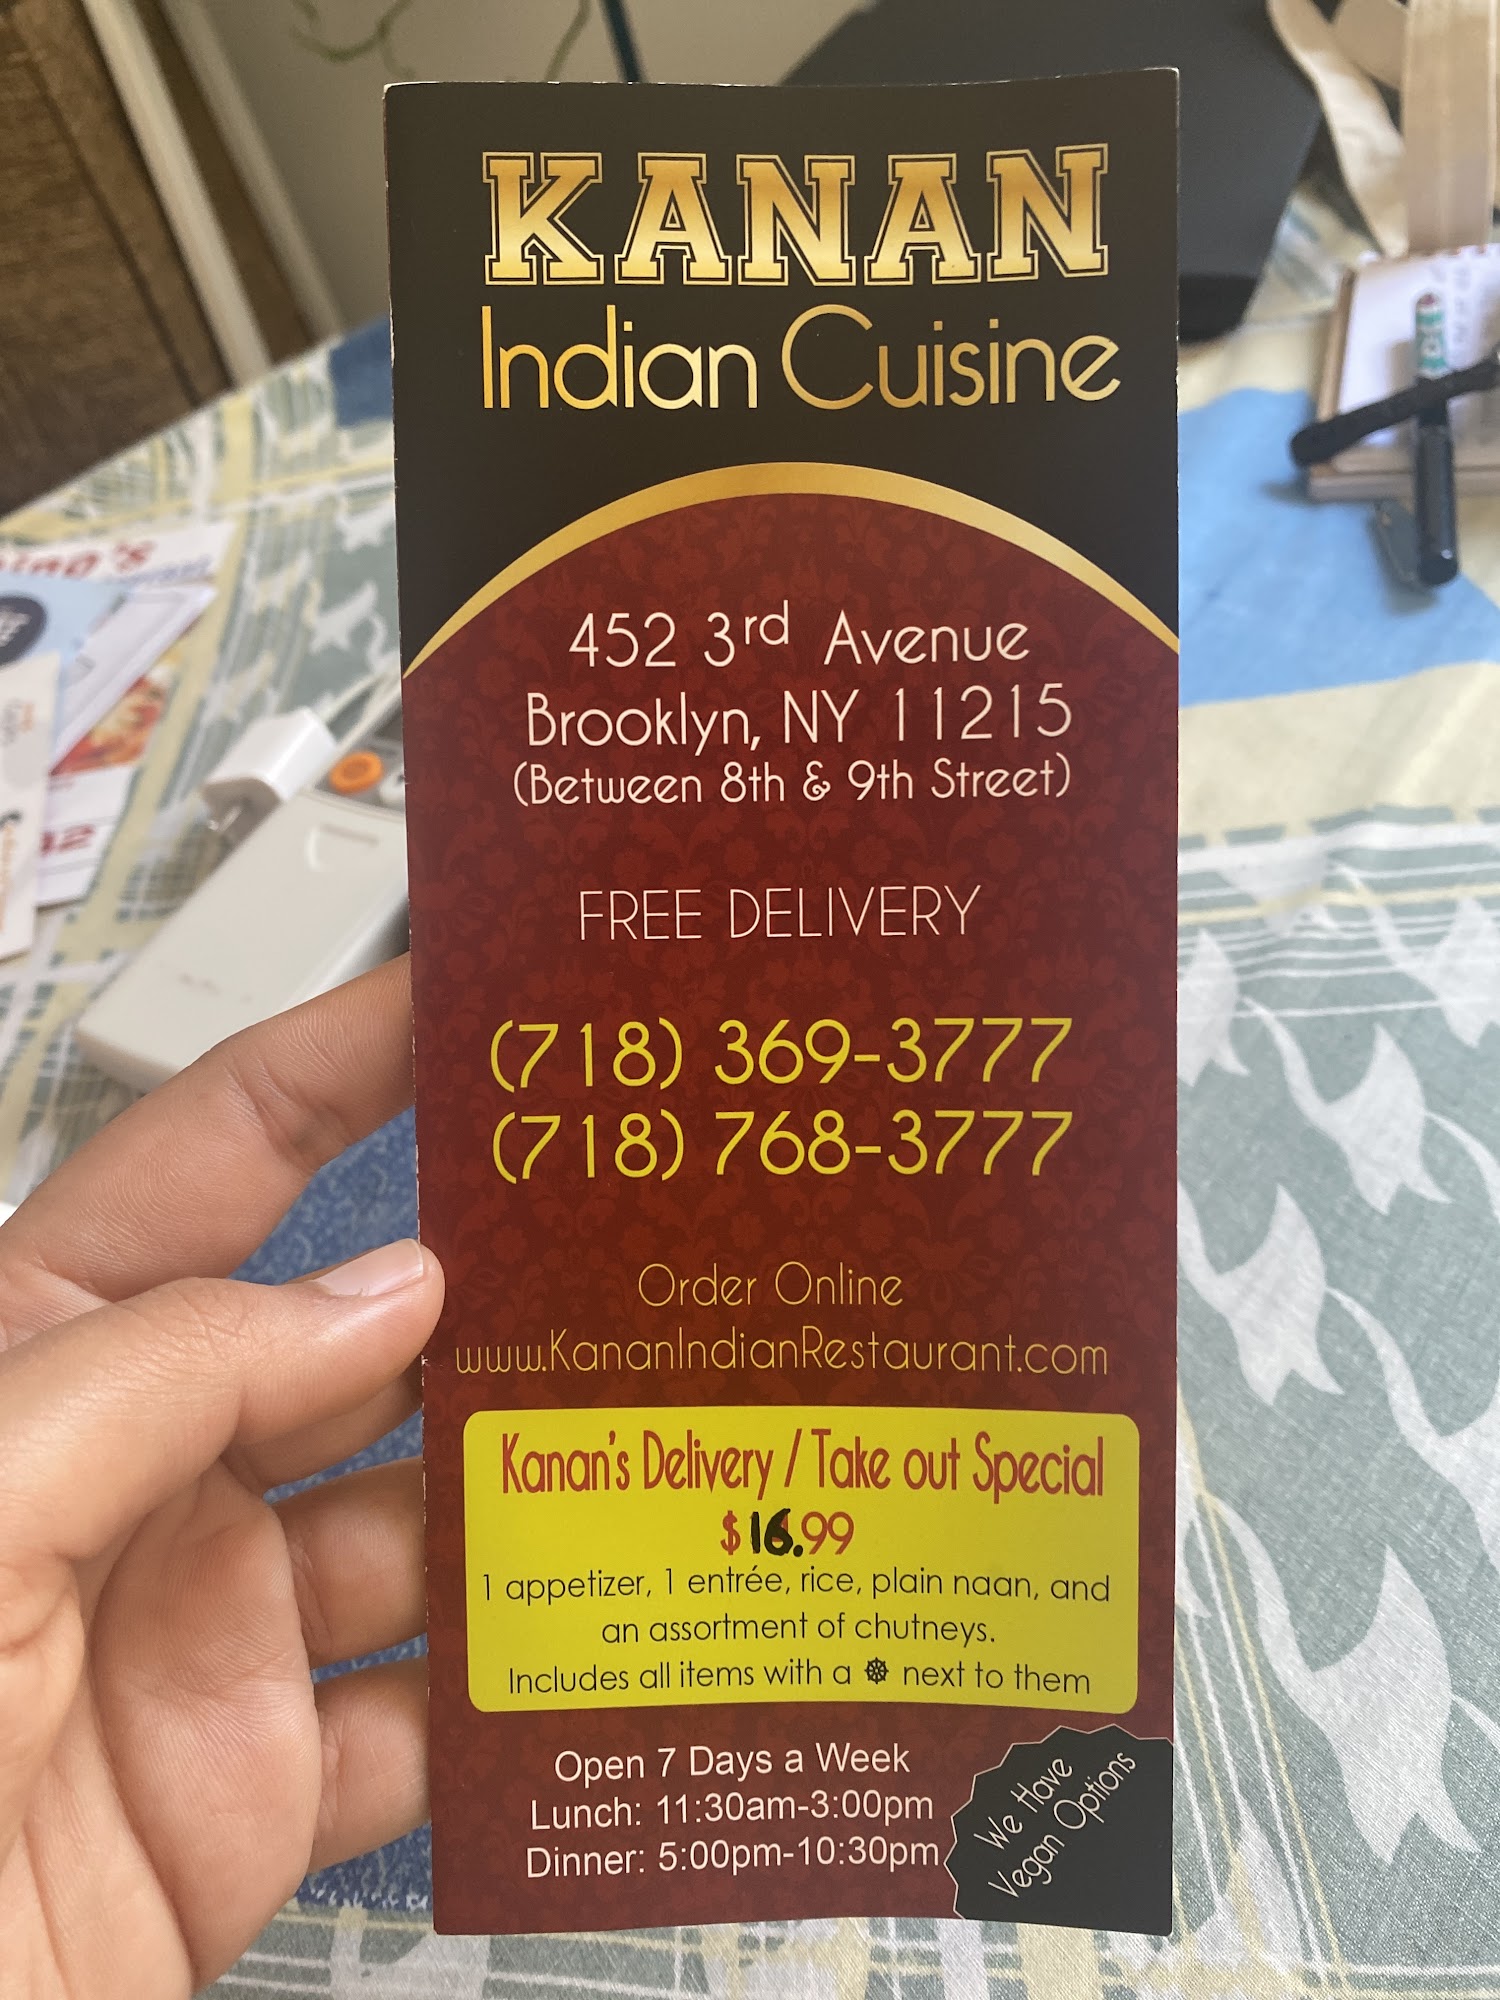 KANAN
Indian Cuisine
452 3rd Avenue
Brooklyn, NY 11215
(Between 8th & 9th Street)
FREE DELIVERY
(718) 369-3777
(718) 768-3777
Order Online
www.KananIndianRestaurant.com
Kanan's Delivery / Take out Special
$16.99
1 appetizer, 1 entrée, rice, plain naan, and
an assortment of chutneys.
Includes all items with a ☸ next to them
Open 7 Days a Week
Lunch: 11:30am-3:00pm
Dinner: 5:00pm-10:30pm
We Have
Vegan Options